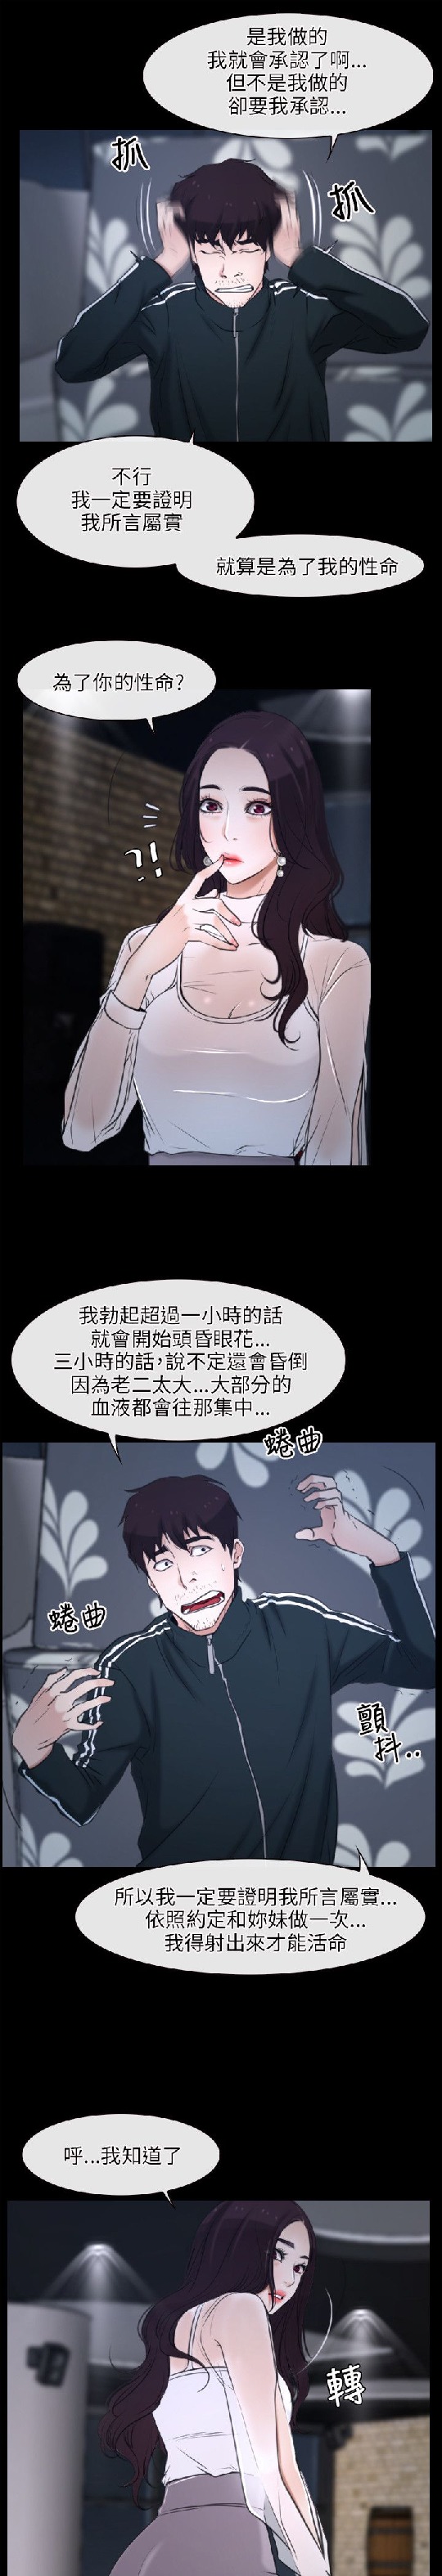 是我做的
我就會承認了啊...
但不是我做的
卻要我承認...
抓
抓
不行
我一定要證明
我所言屬實
就算是為了我的性命
為了你的性命?
?!
我勃起超過一小時的話
就會開始頭昏眼花...
三小時的話,說不定還會昏倒
因為老二太大...大部分的
血液都會往那集中...
蜷曲
蜷曲
顫抖..
所以我一定要證明我所言屬實...
依照約定和妳妹做一次...
我得射出來才能活命
呼...我知道了
轉